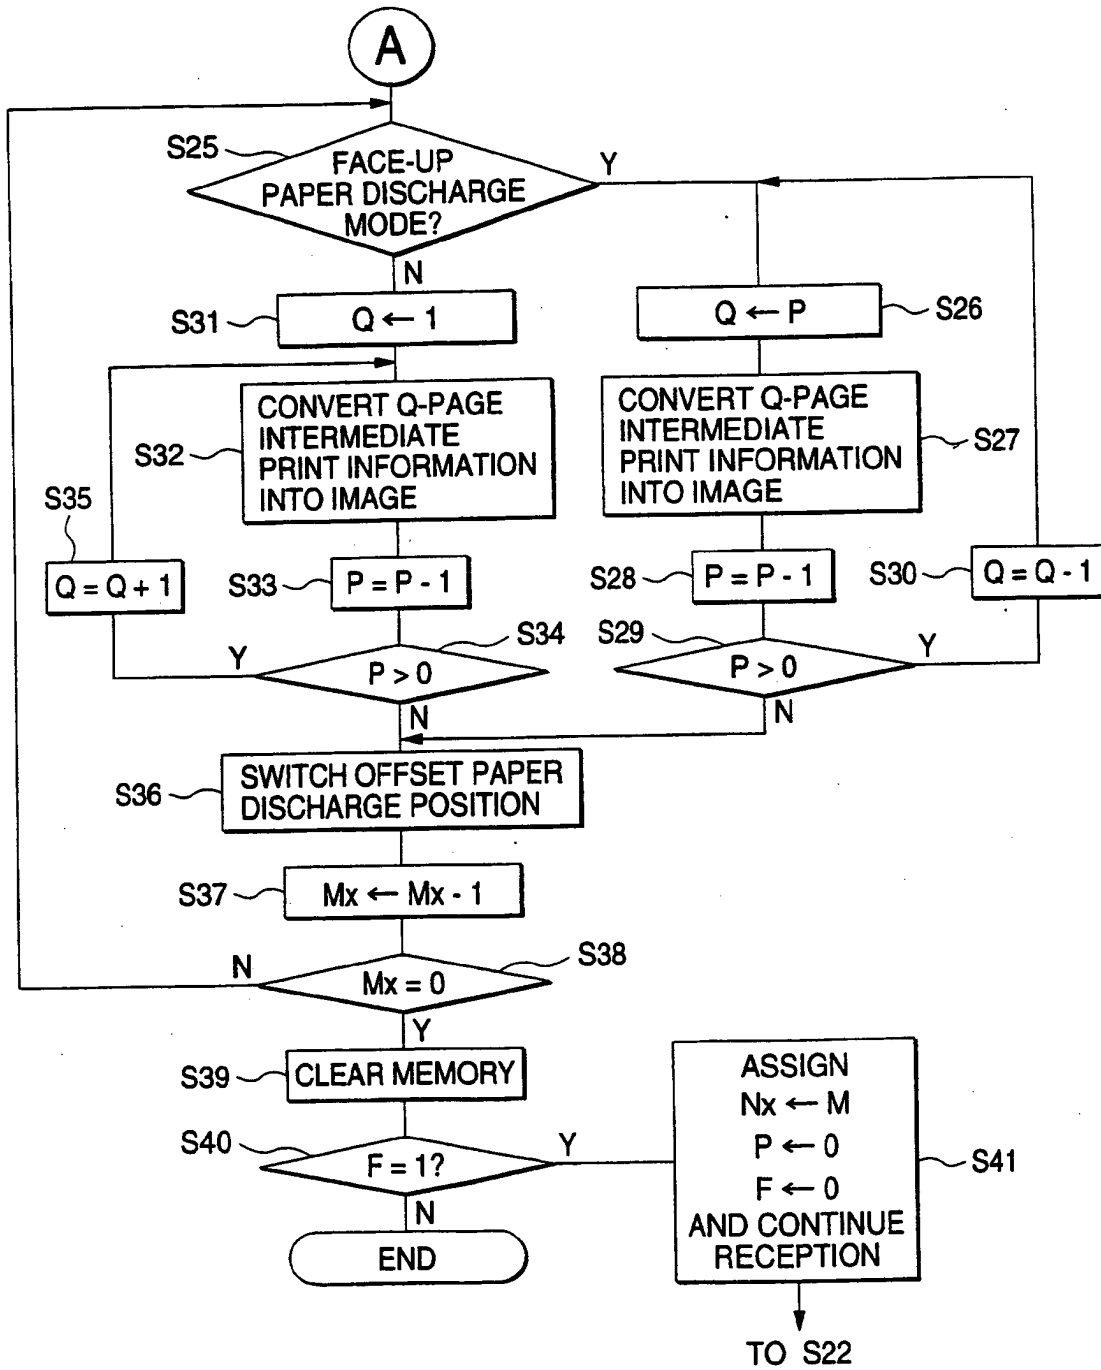 A
S25
FACE-UP
PAPER DISCHARGE
MODE?
Y
N
S31
Q ← 1
Q ← P
S26
CONVERT Q-PAGE
INTERMEDIATE
PRINT INFORMATION
INTO IMAGE
S32
CONVERT Q-PAGE
INTERMEDIATE
PRINT INFORMATION
INTO IMAGE
S27
S35
Q = Q + 1
S33
P = P - 1
S28
P = P - 1
S30
Q = Q - 1
S34
Y
P > 0
N
S29
P > 0
Y
N
S36
SWITCH OFFSET PAPER
DISCHARGE POSITION
S37
Mx ← Mx - 1
S38
N
Mx = 0
Y
S39
CLEAR MEMORY
S40
F = 1?
Y
N
END
ASSIGN
Nx ← M
P ← 0
F ← 0
AND CONTINUE
RECEPTION
S41
TO S22